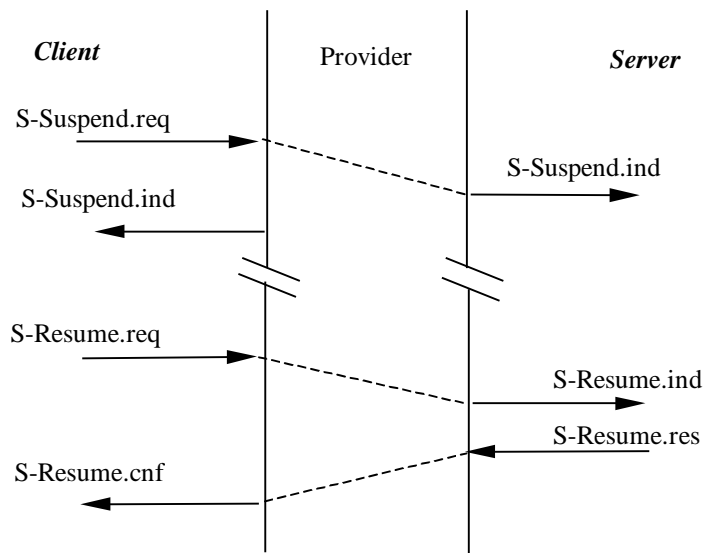 Client
Provider
Server
S-Suspend.req
S-Suspend.ind
S-Suspend.ind
S-Resume.req
S-Resume.ind
S-Resume.res
S-Resume.cnf